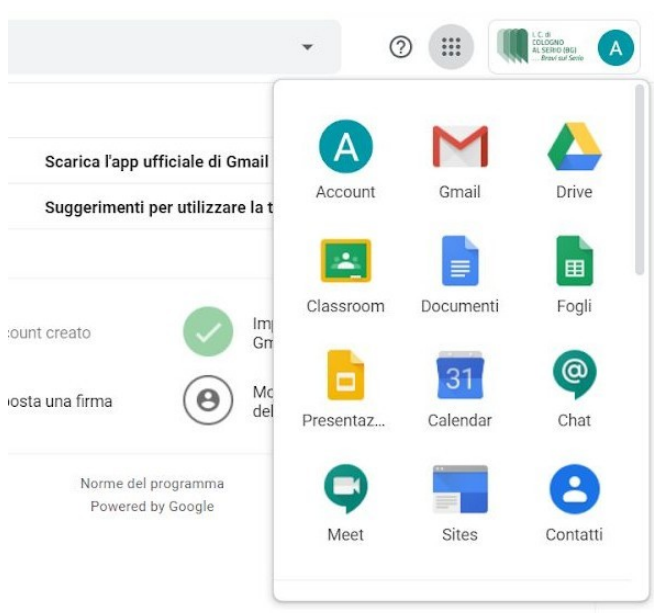 I.C. di
COLOGNO
AL SERIO (BG)
... Bravi sul Serio
A
Scarica l'app ufficiale di Gmail
Suggerimenti per utilizzare la t
count creato
Im
Gm
posta una firma
Mo
del
Norme del programma
Powered by Google
A
Account
Gmail
Drive
Classroom
Documenti
Fogli
Presentaz...
31
Calendar
@
Chat
Meet
Sites
Contatti